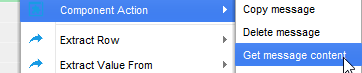 Component Action
Copy message
Delete message
Extract Row
Get message content
Extract Value From